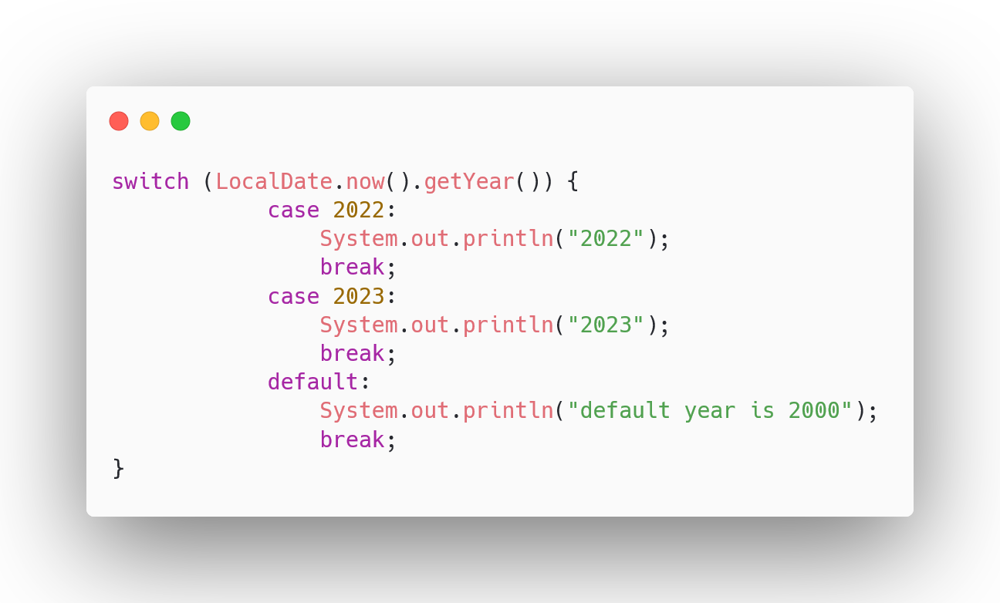 switch (LocalDate.now().getYear()) {
            case 2022:
                System.out.println("2022");
                break;
            case 2023:
                System.out.println("2023");
                break;
            default:
                System.out.println("default year is 2000");
                break;
}